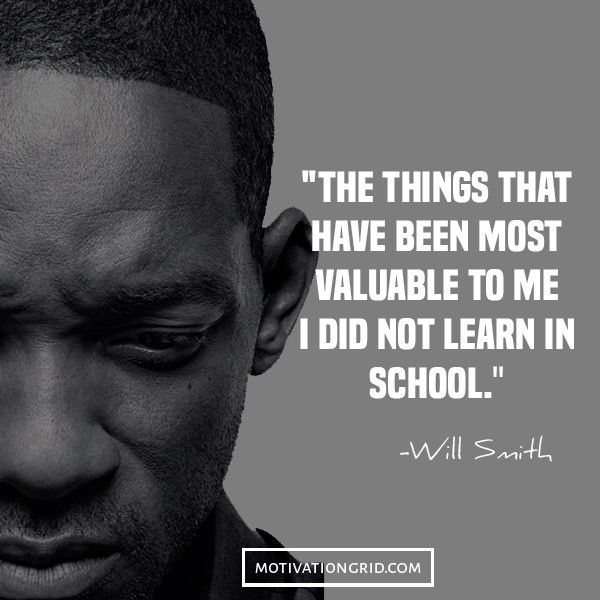 "THE THINGS THAT
HAVE BEEN MOST
VALUABLE TO ME
I DID NOT LEARN IN
SCHOOL."
-Will Smith
MOTIVATIONGRID.COM